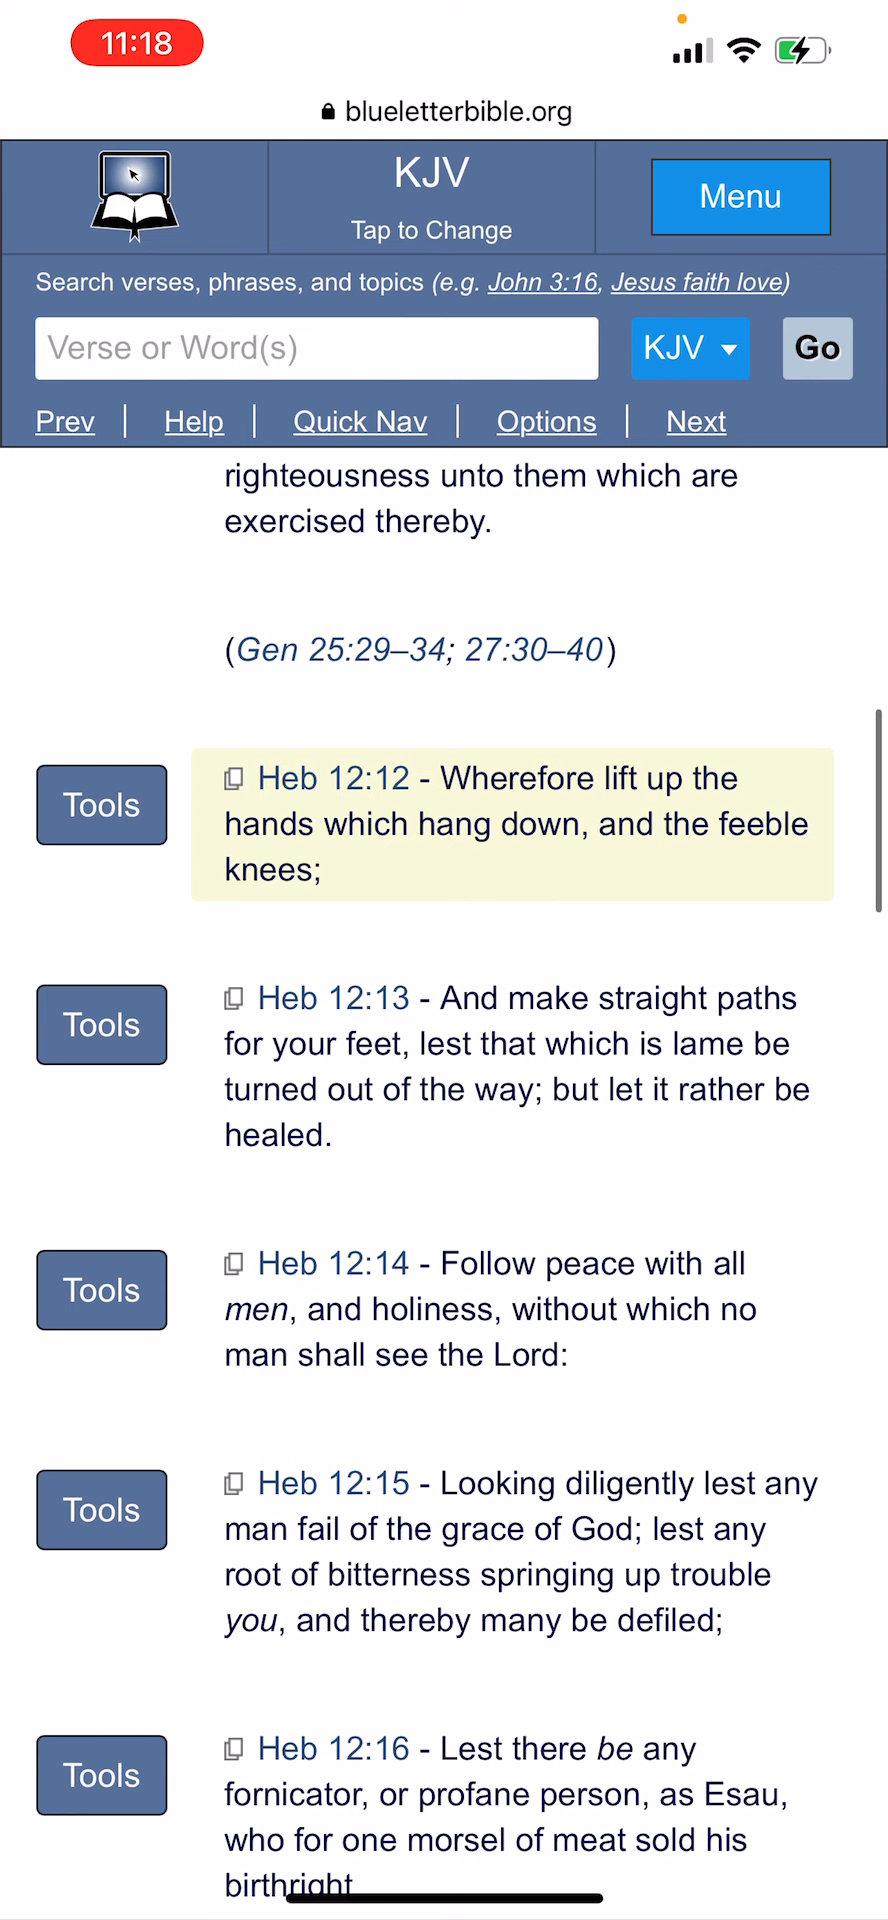 11:18
blueletterbible.org
KJV
Tap to Change
Menu
Search verses, phrases, and topics (e.g. John 3:16, Jesus faith love)
Verse or Word(s)
KJV
Go
Prev | Help | Quick Nav | Options | Next
righteousness unto them which are
exercised thereby.
(Gen 25:29–34; 27:30–40)
Tools
Heb 12:12 - Wherefore lift up the
hands which hang down, and the feeble
knees;
Tools
Heb 12:13 - And make straight paths
for your feet, lest that which is lame be
turned out of the way; but let it rather be
healed.
Tools
Heb 12:14 - Follow peace with all
men, and holiness, without which no
man shall see the Lord:
Tools
Heb 12:15 - Looking diligently lest any
man fail of the grace of God; lest any
root of bitterness springing up trouble
you, and thereby many be defiled;
Tools
Heb 12:16 - Lest there be any
fornicator, or profane person, as Esau,
who for one morsel of meat sold his
birthright